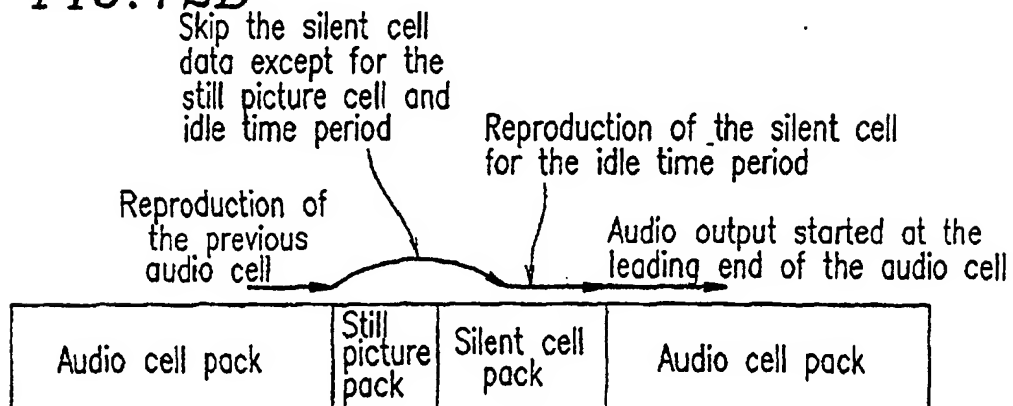 Skip the silent cell
data except for the
still picture cell and
idle time period
Reproduction of the silent cell
for the idle time period
Reproduction of
the previous
audio cell
Audio output started at the
leading end of the audio cell
Audio cell pack
Still
picture
pack
Silent cell
pack
Audio cell pack